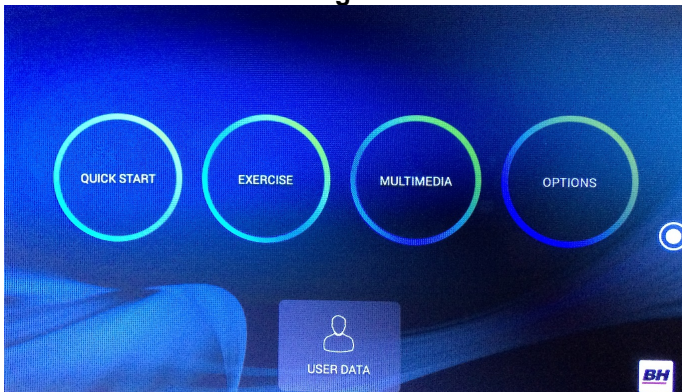 QUICK START
EXERCISE
MULTIMEDIA
OPTIONS
USER DATA
BH